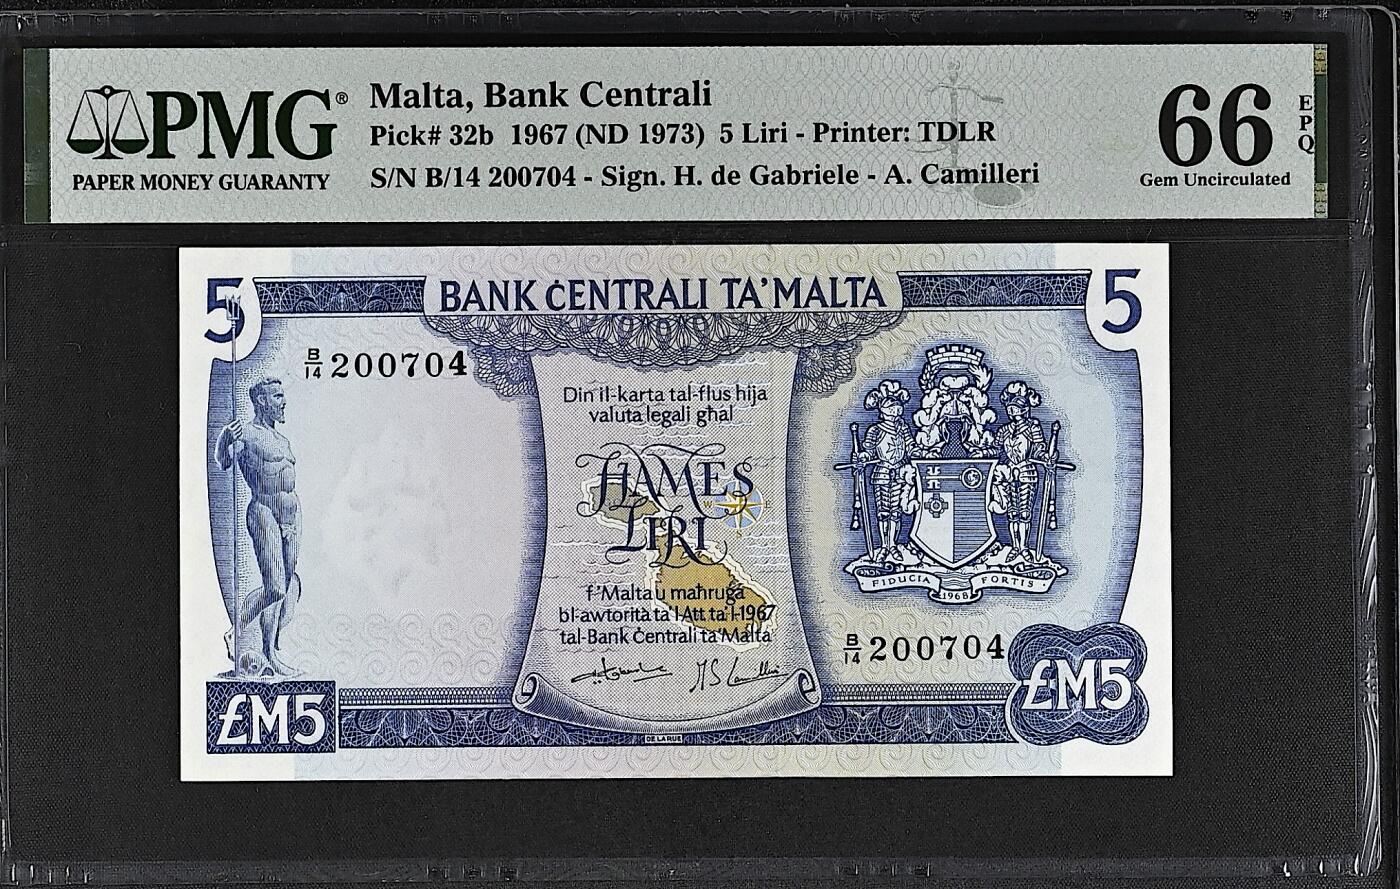 PMG®
PAPER MONEY GUARANTY
Malta, Bank Centrali
Pick# 32b 1967 (ND 1973) 5 Liri - Printer: TDLR
S/N B/14 200704 - Sign. H. de Gabriele - A. Camilleri
66
EPQ
Gem Uncirculated
5
BANK ĊENTRALI TA' MALTA
5
B/14 200704
Din il-karta tal-flus hija
valuta legali għal
ĦAMES
LIRI
f'Malta u maħruġa
bl-awtorità ta' l-Att ta' l-1967
tal-Bank Ċentrali ta' Malta
FIDUCIA FORTIS
1968
B/14 200704
£M5
£M5
DE LA RUE